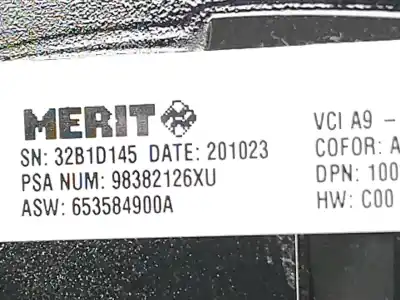 MERIT
SN: 32B1D145 DATE: 201023
PSA NUM: 98382126XU
ASW: 653584900A
VCI A9 -
COFOR: A
DPN: 100
HW: C00